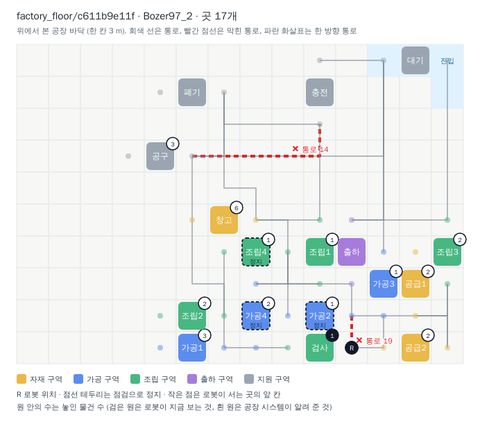 factory_floor/c611b9e11f · Bozer97_2 · 곳 17개
위에서 본 공장 바닥 (한 칸 3 m). 회색 선은 통로, 빨간 점선은 막힌 통로, 파란 화살표는 한 방향 통로
대기
폐기
충전
✕ 통로 14
공구
3
창고
6
조립4
정지
1
조립1
1
출하
조립3
2
가공3
1
공급1
2
조립2
2
가공4
정지
2
가공2
정지
1
가공1
3
검사
1
R
✕ 통로 19
공급2
2
자재 구역
가공 구역
조립 구역
출하 구역
지원 구역
R 로봇 위치 · 점선 테두리는 점검으로 정지 · 작은 점은 로봇이 서는 곳의 앞 칸
원 안의 수는 놓인 물건 수 (검은 원은 로봇이 지금 보는 것, 흰 원은 공장 시스템이 알려 준 것)